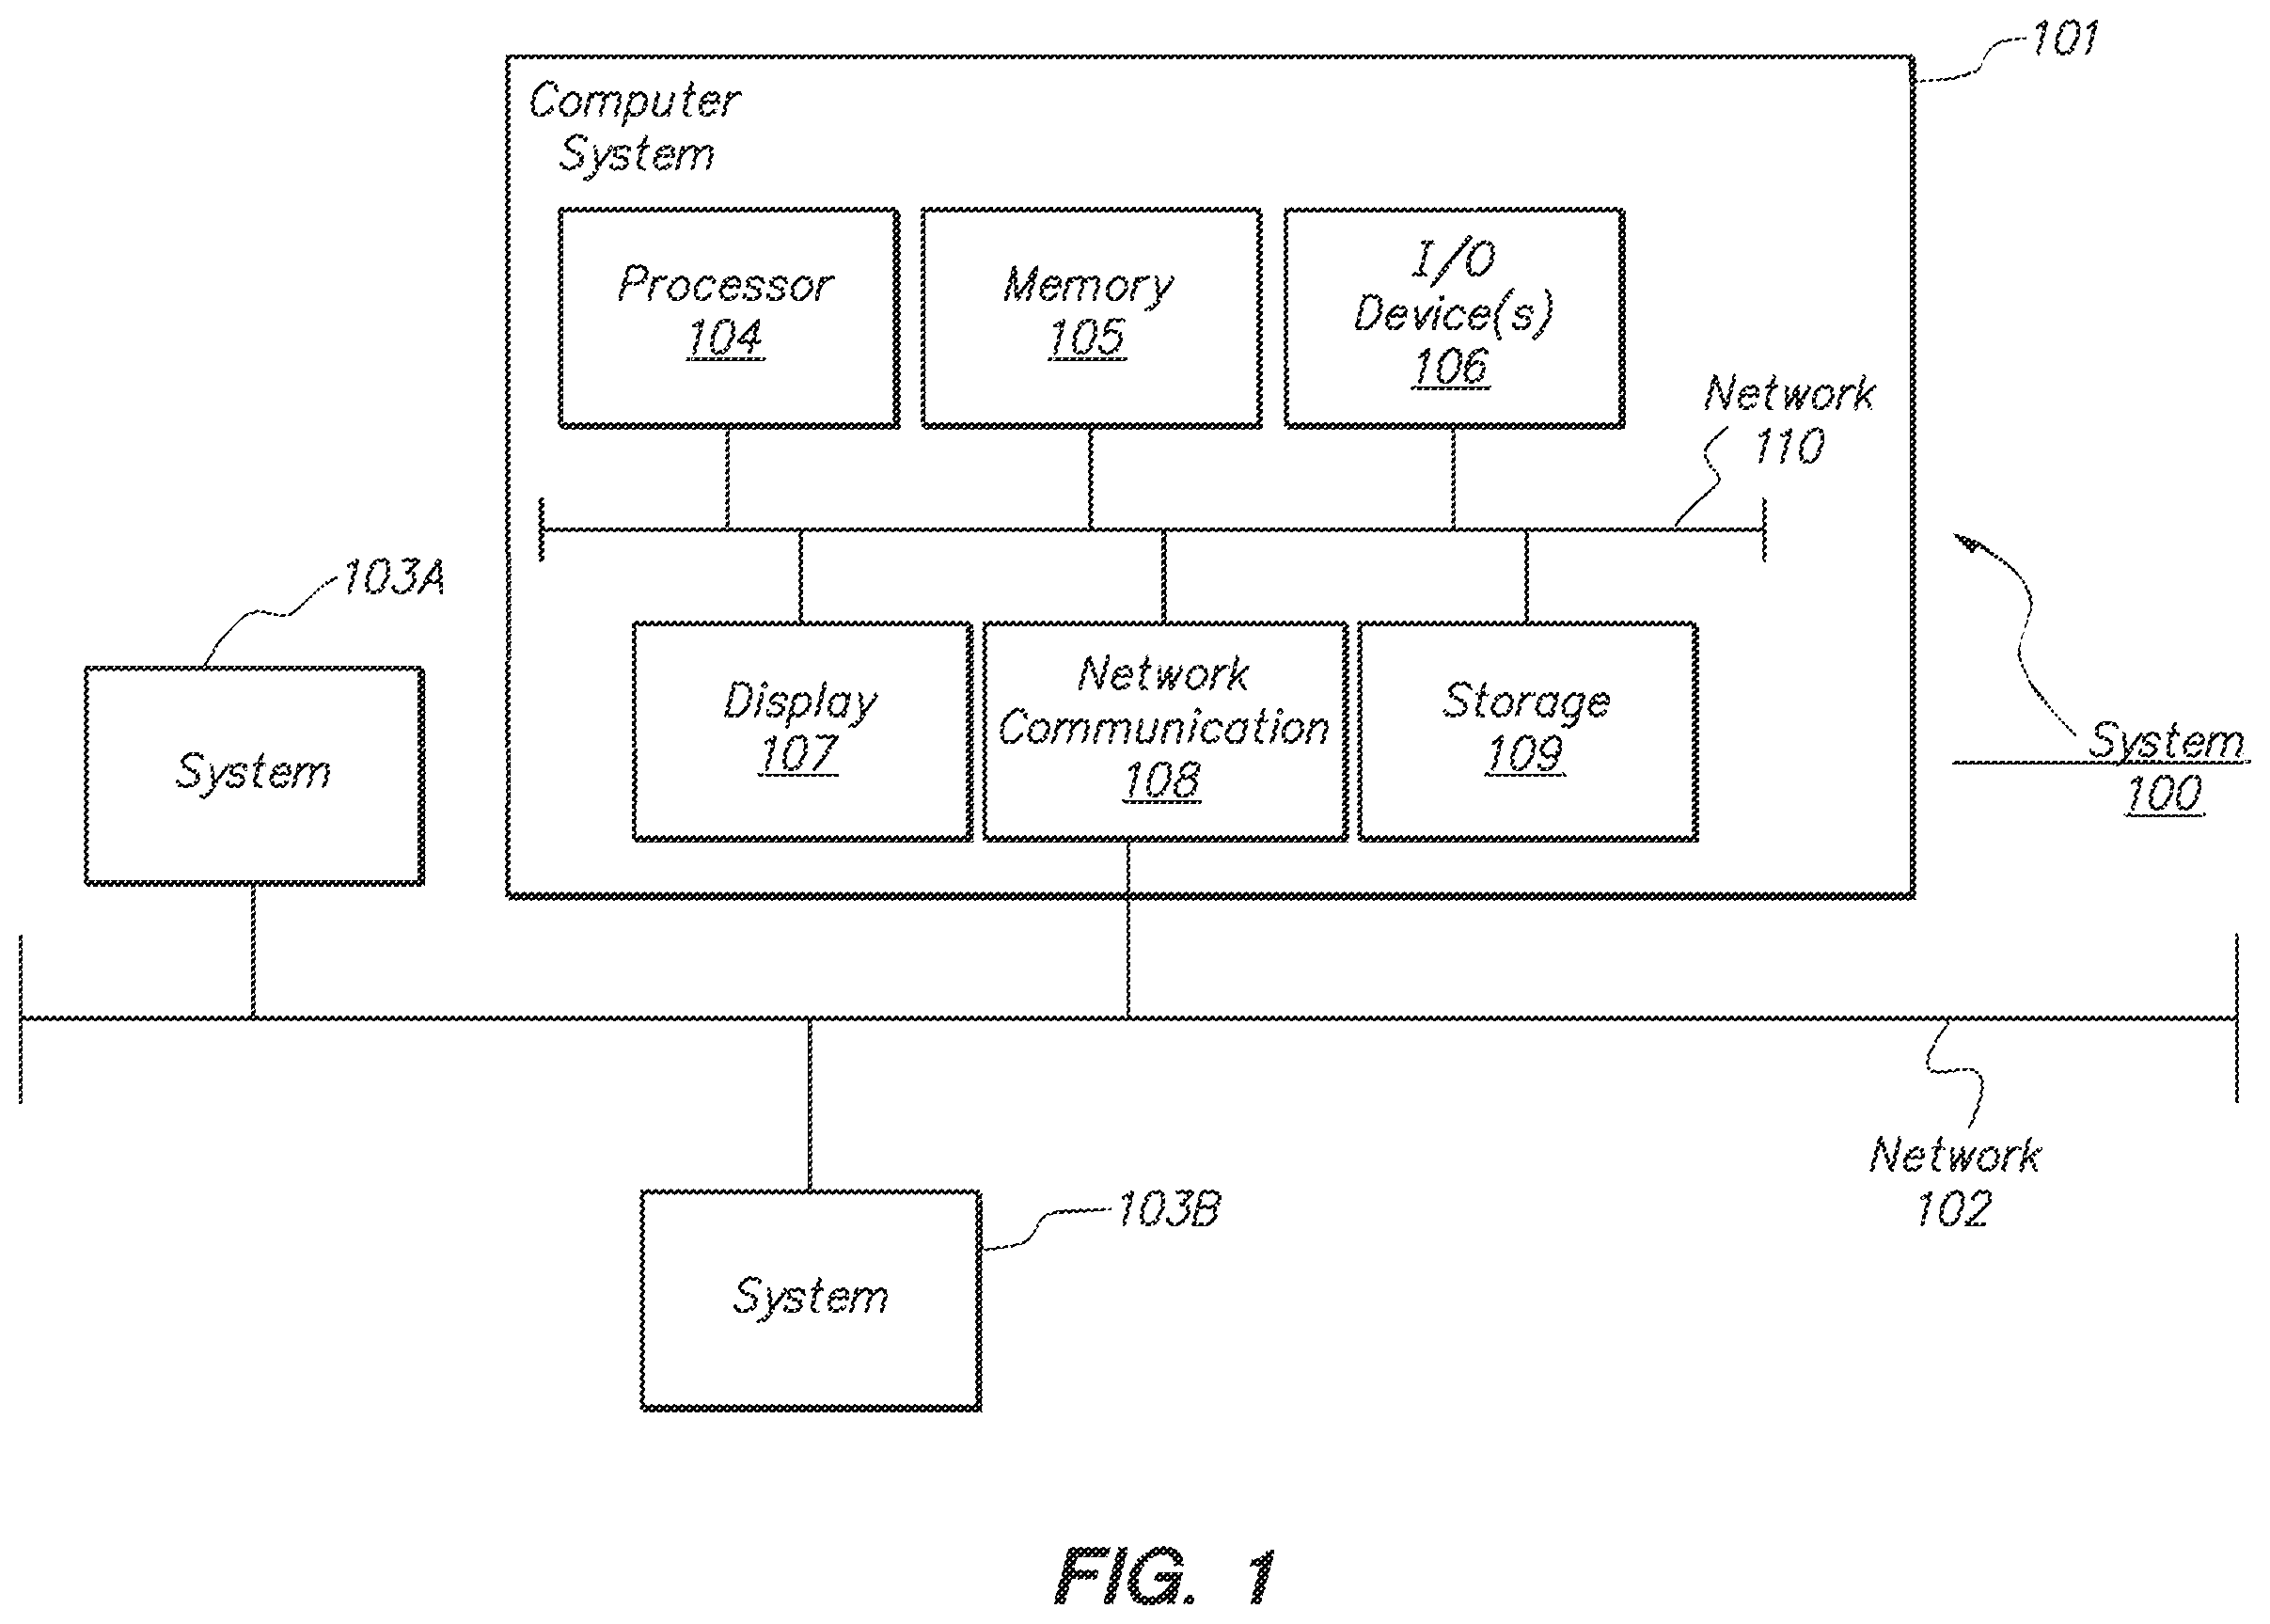 101
Computer
System
Processor
104
Memory
105
I/O
Device(s)
106
Network
110
103A
System
Display
107
Network
Communication
108
Storage
109
System
100
Network
102
103B
System
FIG. 1